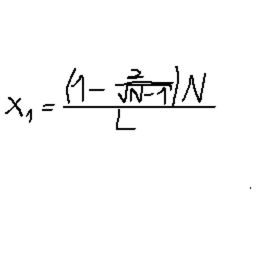 x₁ = (1 - 2/√(N-1)) N / L